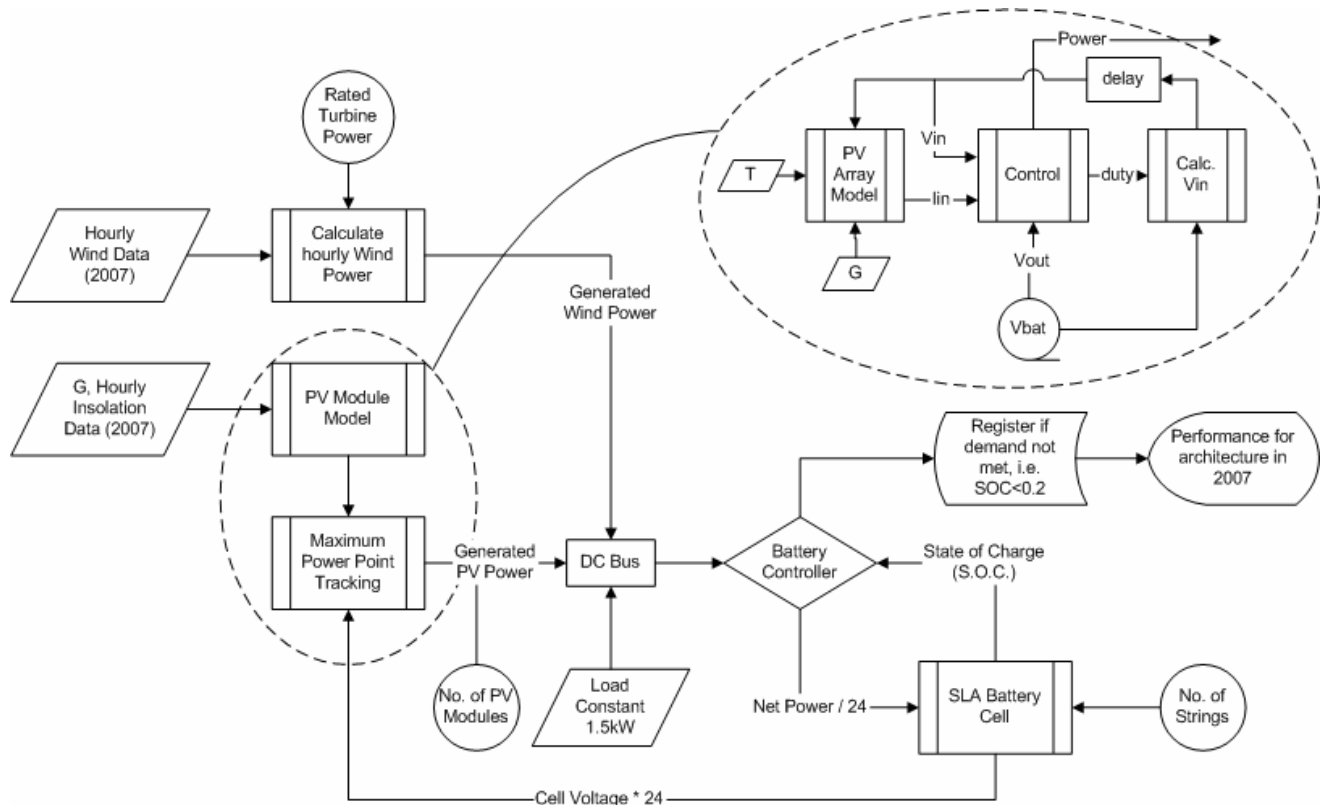 Power
delay
Rated
Turbine
Power
Vin
PV
Array
Model
T
Iin
Control
duty
Calc.
Vin
G
Vout
Vbat
Hourly
Wind Data
(2007)
Calculate
hourly Wind
Power
Generated
Wind Power
G, Hourly
Insolation
Data (2007)
PV Module
Model
Register if
demand not
met, i.e.
SOC<0.2
Performance for
architecture in
2007
Maximum
Power Point
Tracking
Generated
PV Power
DC Bus
Battery
Controller
State of Charge
(S.O.C.)
No. of PV
Modules
Load
Constant
1.5kW
Net Power / 24
SLA Battery
Cell
No. of
Strings
Cell Voltage * 24